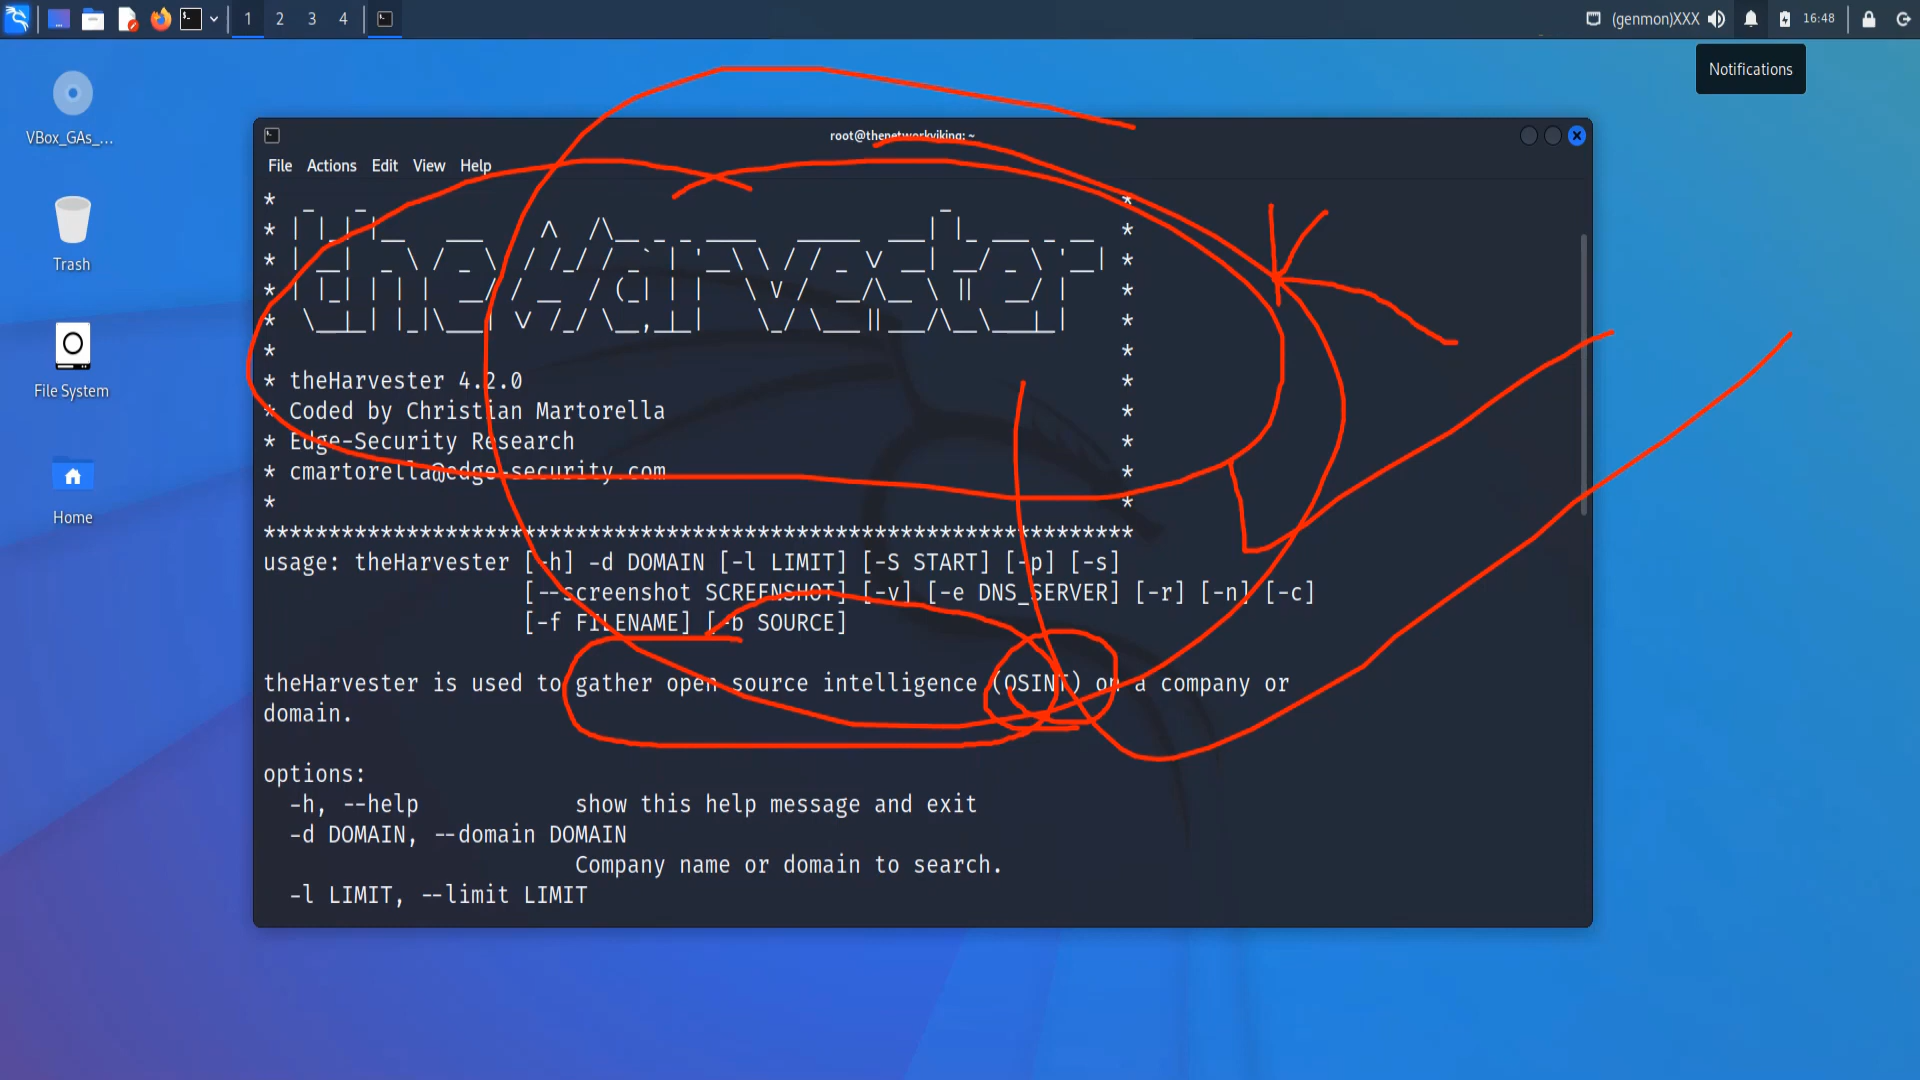 1 2 3 4 (genmon)XXX 16:48
Notifications
VBox_GAs_...
Trash
File System
Home
root@thenetworkviking: ~
File Actions Edit View Help
theHarvester
* theHarvester 4.2.0 *
* Coded by Christian Martorella *
* Edge-Security Research *
* cmartorella@edge-security.com *
* *
*******************************************************************
usage: theHarvester [-h] -d DOMAIN [-l LIMIT] [-S START] [-p] [-s]
[--screenshot SCREENSHOT] [-v] [-e DNS_SERVER] [-r] [-n] [-c]
[-f FILENAME] [-b SOURCE]
theHarvester is used to gather open source intelligence (OSINT) on a company or
domain.
options:
-h, --help show this help message and exit
-d DOMAIN, --domain DOMAIN
Company name or domain to search.
-l LIMIT, --limit LIMIT